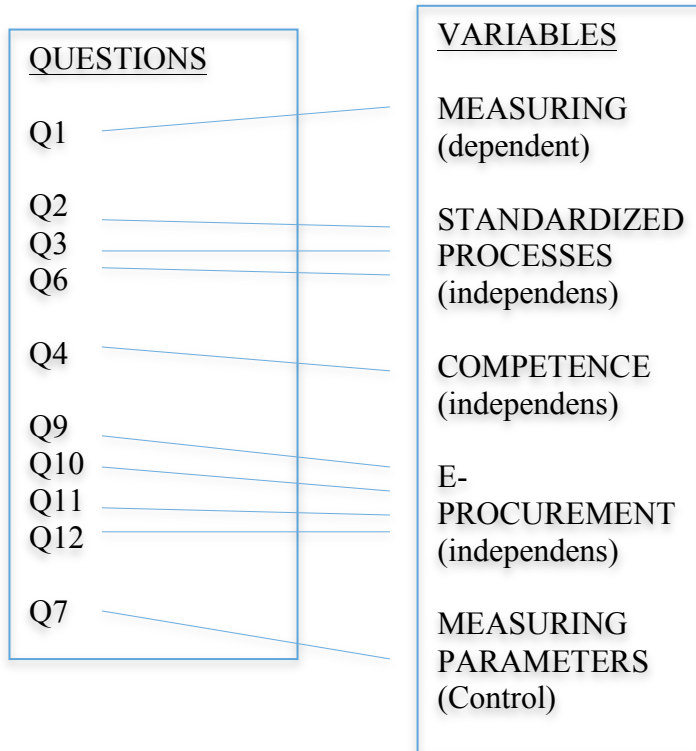 QUESTIONS
Q1
Q2
Q3
Q6
Q4
Q9
Q10
Q11
Q12
Q7
VARIABLES
MEASURING
(dependent)
STANDARDIZED
PROCESSES
(independens)
COMPETENCE
(independens)
E-
PROCUREMENT
(independens)
MEASURING
PARAMETERS
(Control)